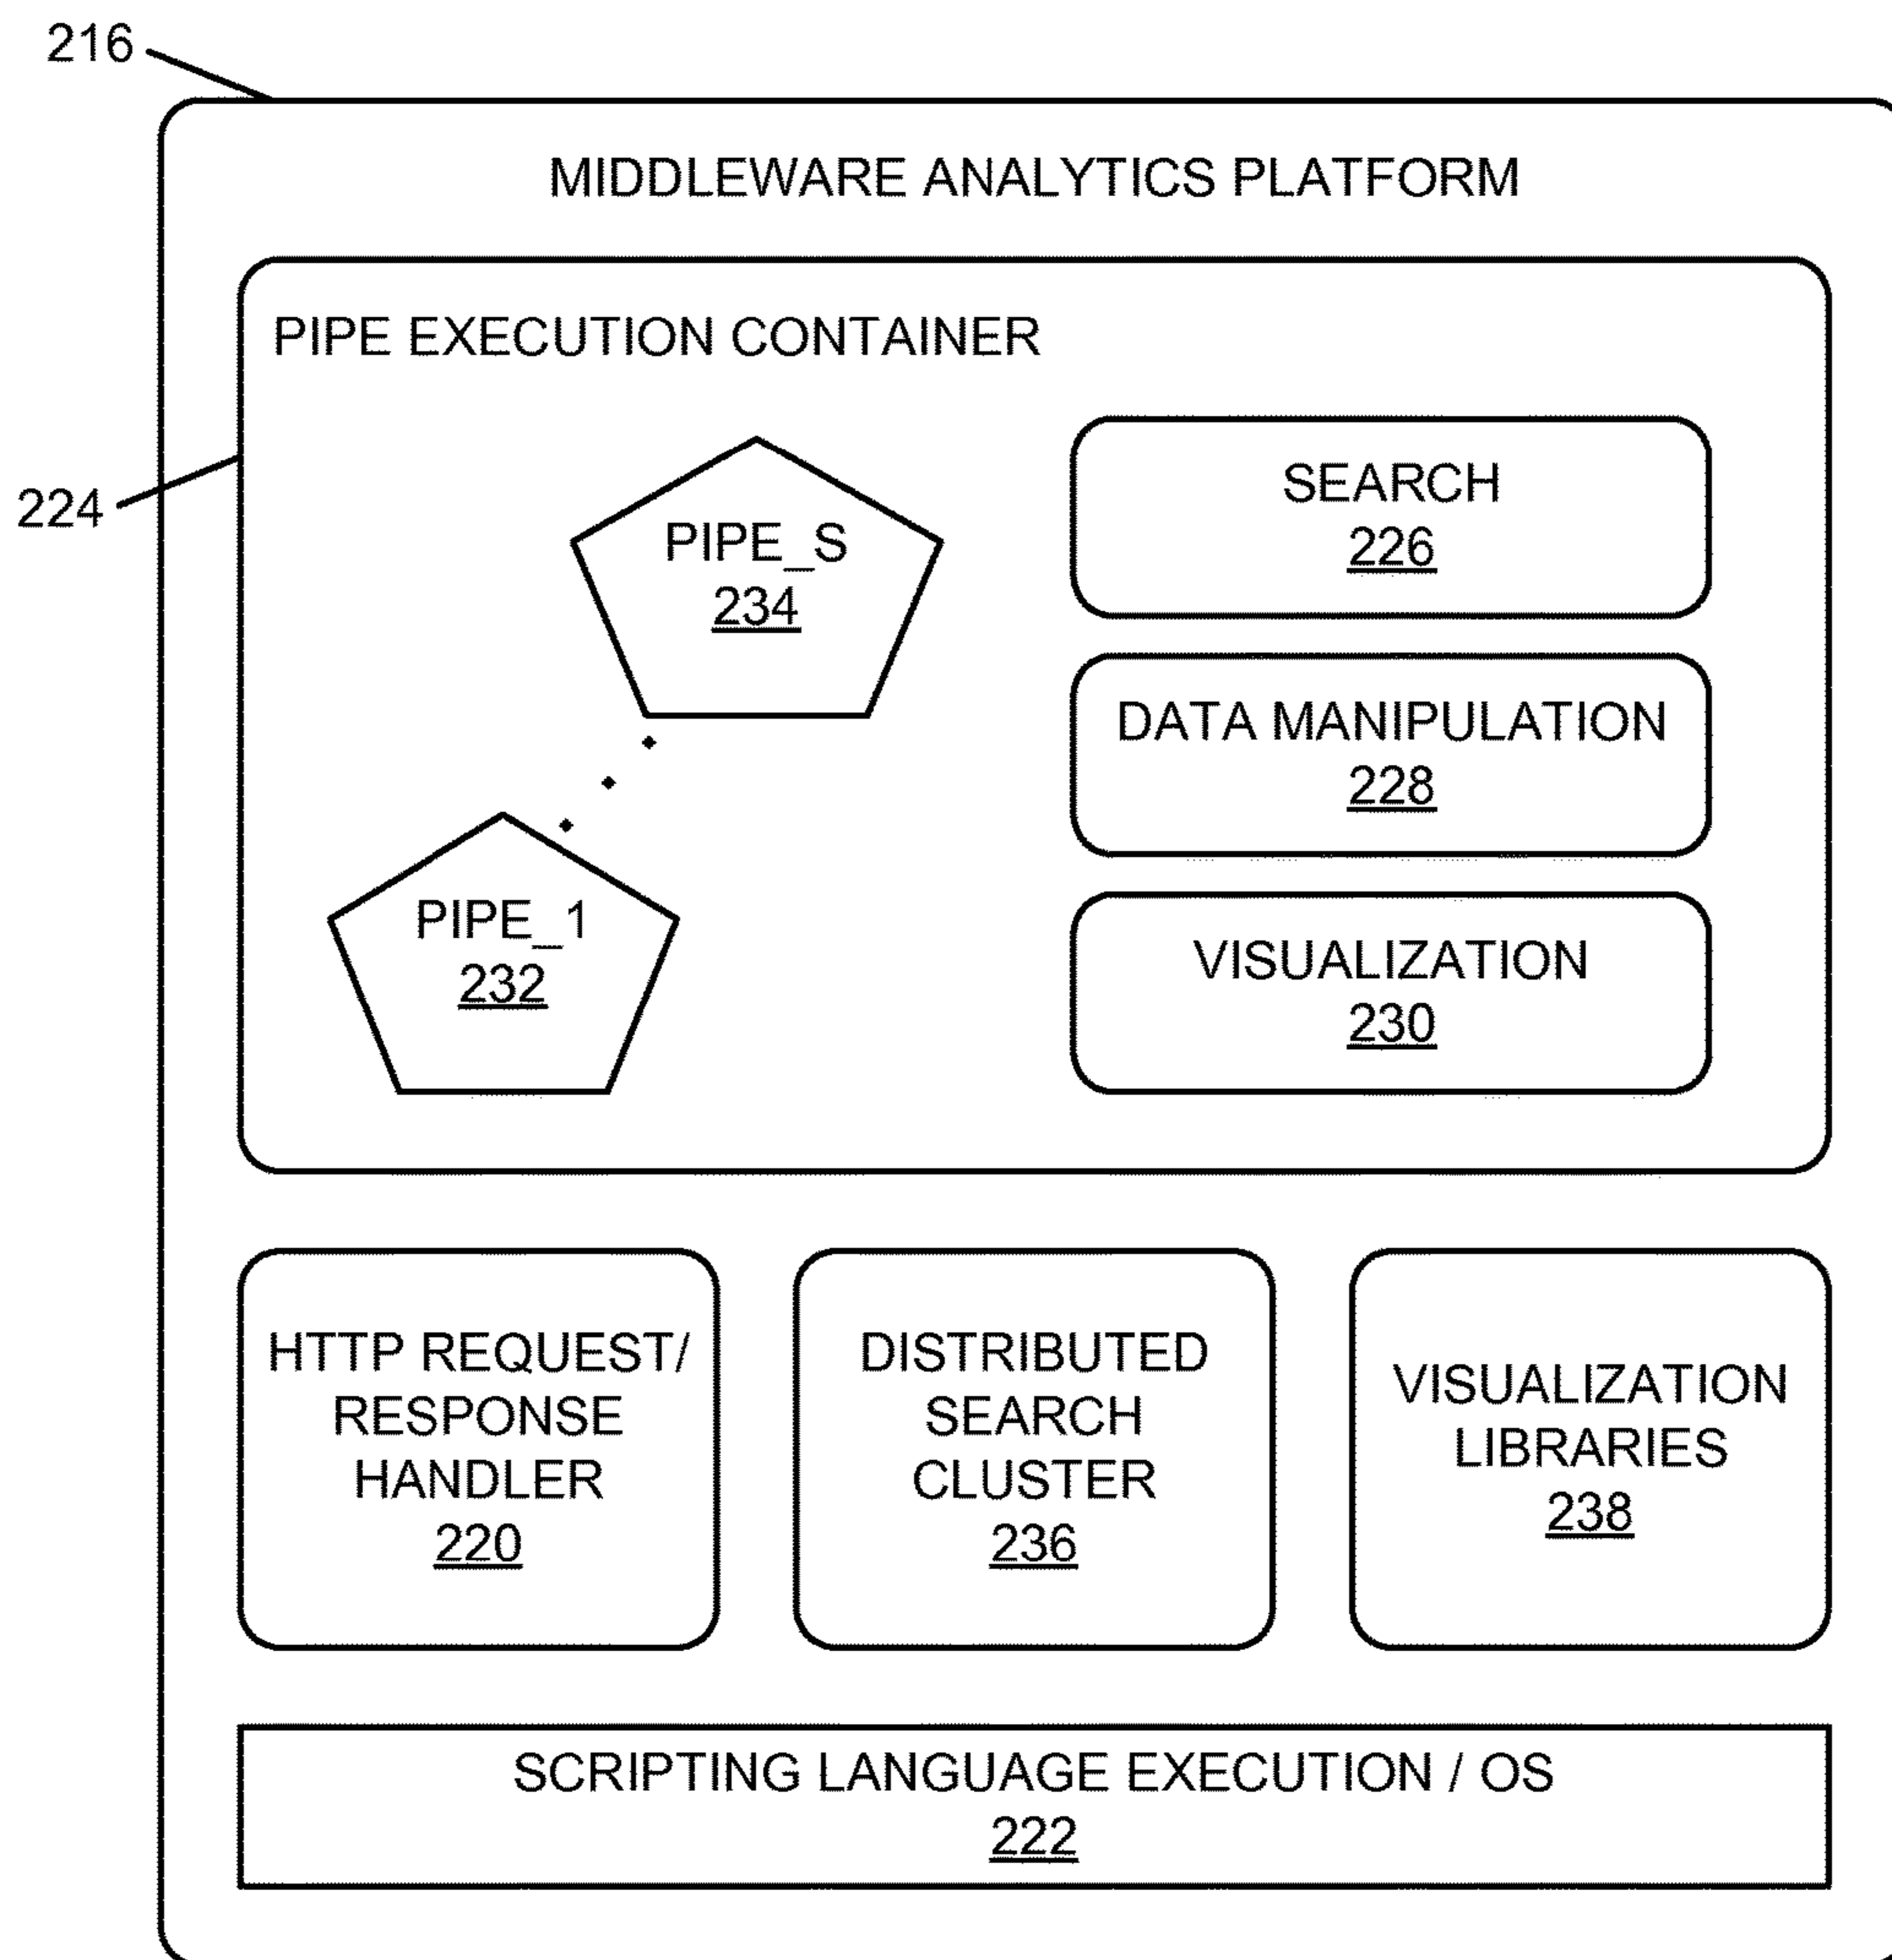 216
MIDDLEWARE ANALYTICS PLATFORM
PIPE EXECUTION CONTAINER
224
PIPE_S
234
PIPE_1
232
SEARCH
226
DATA MANIPULATION
228
VISUALIZATION
230
HTTP REQUEST/
RESPONSE
HANDLER
220
DISTRIBUTED
SEARCH
CLUSTER
236
VISUALIZATION
LIBRARIES
238
SCRIPTING LANGUAGE EXECUTION / OS
222